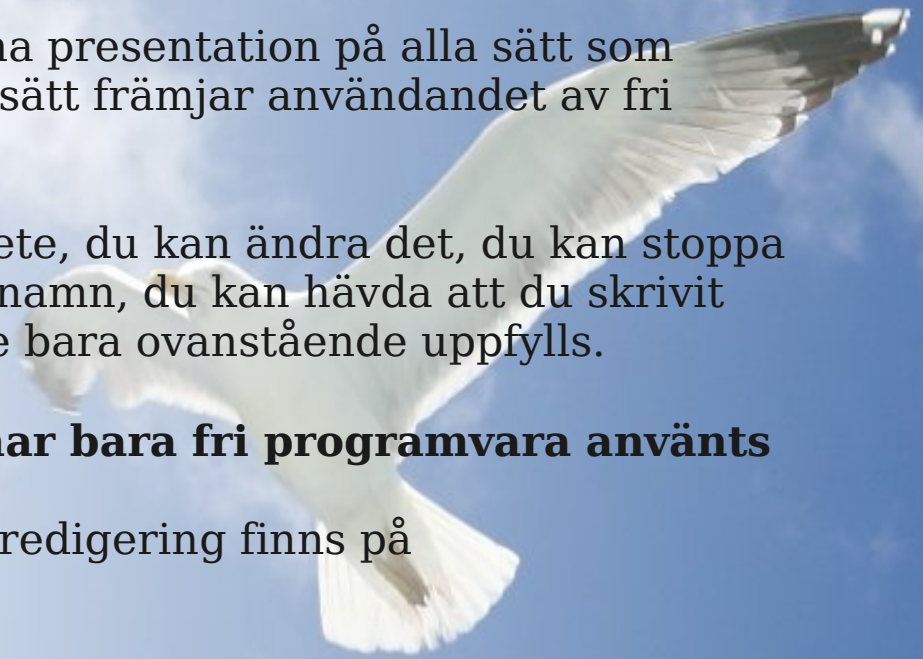 na presentation på alla sätt som
sätt främjar användandet av fri
ete, du kan ändra det, du kan stoppa
namn, du kan hävda att du skrivit
e bara ovanstående uppfylls.
har bara fri programvara använts
redigering finns på